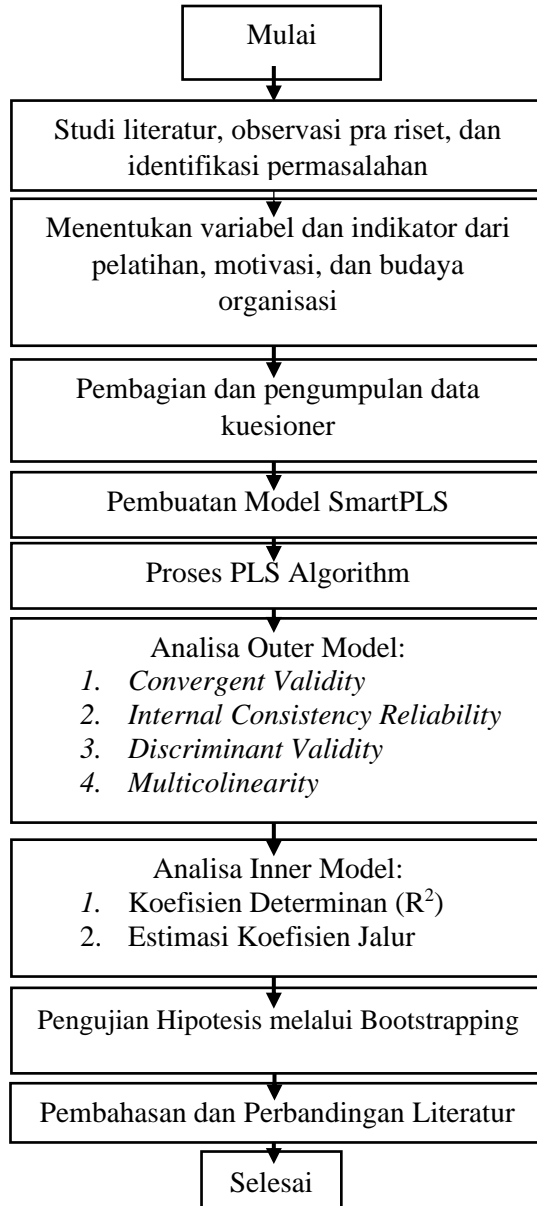 Mulai
Studi literatur, observasi pra riset, dan
identifikasi permasalahan
Menentukan variabel dan indikator dari
pelatihan, motivasi, dan budaya
organisasi
Pembagian dan pengumpulan data
kuesioner
Pembuatan Model SmartPLS
Proses PLS Algorithm
Analisa Outer Model:
1. Convergent Validity
2. Internal Consistency Reliability
3. Discriminant Validity
4. Multicolinearity
Analisa Inner Model:
1. Koefisien Determinan (R²)
2. Estimasi Koefisien Jalur
Pengujian Hipotesis melalui Bootstrapping
Pembahasan dan Perbandingan Literatur
Selesai